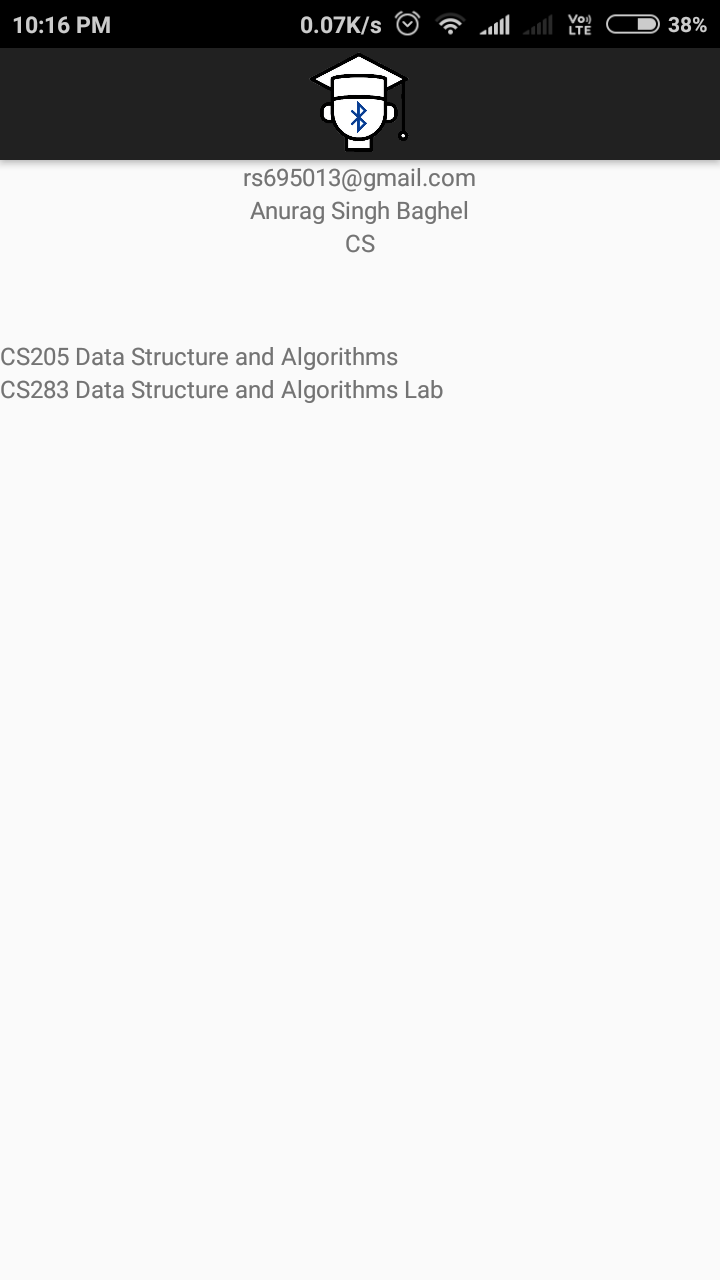 10:16 PM 0.07K/s Vo) LTE 38%
rs695013@gmail.com
Anurag Singh Baghel
CS
CS205 Data Structure and Algorithms
CS283 Data Structure and Algorithms Lab